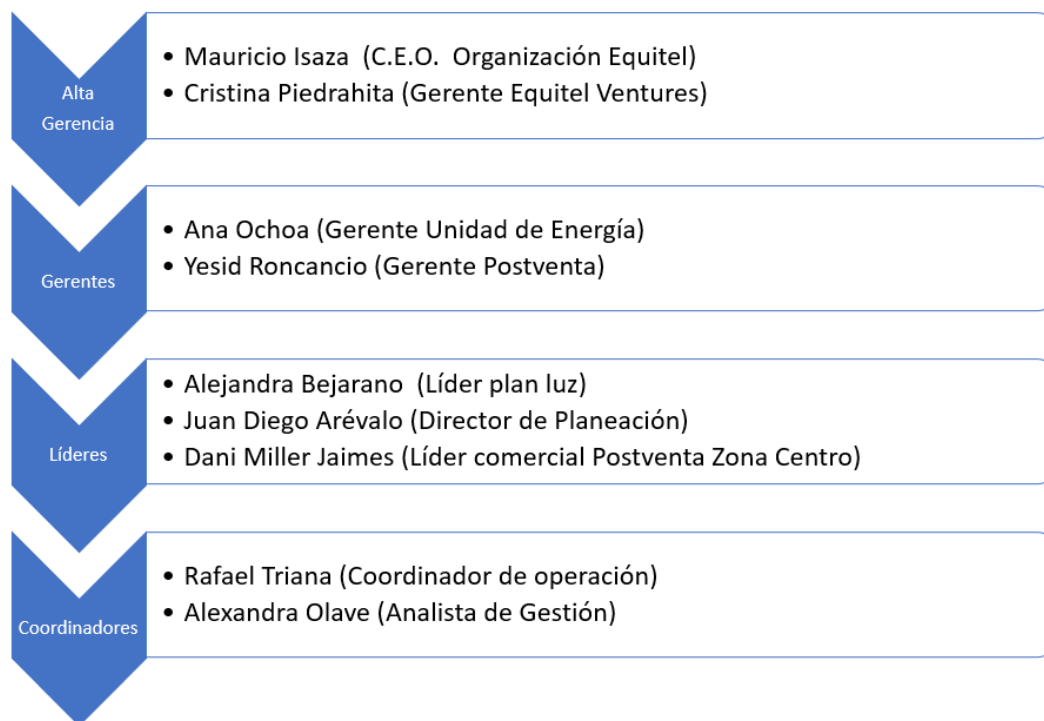 Alta
Gerencia
• Mauricio Isaza  (C.E.O.  Organización Equitel)
• Cristina Piedrahita (Gerente Equitel Ventures)
Gerentes
• Ana Ochoa (Gerente Unidad de Energía)
• Yesid Roncancio (Gerente Postventa)
Líderes
• Alejandra Bejarano  (Líder plan luz)
• Juan Diego Arévalo (Director de Planeación)
• Dani Miller Jaimes (Líder comercial Postventa Zona Centro)
Coordinadores
• Rafael Triana (Coordinador de operación)
• Alexandra Olave (Analista de Gestión)